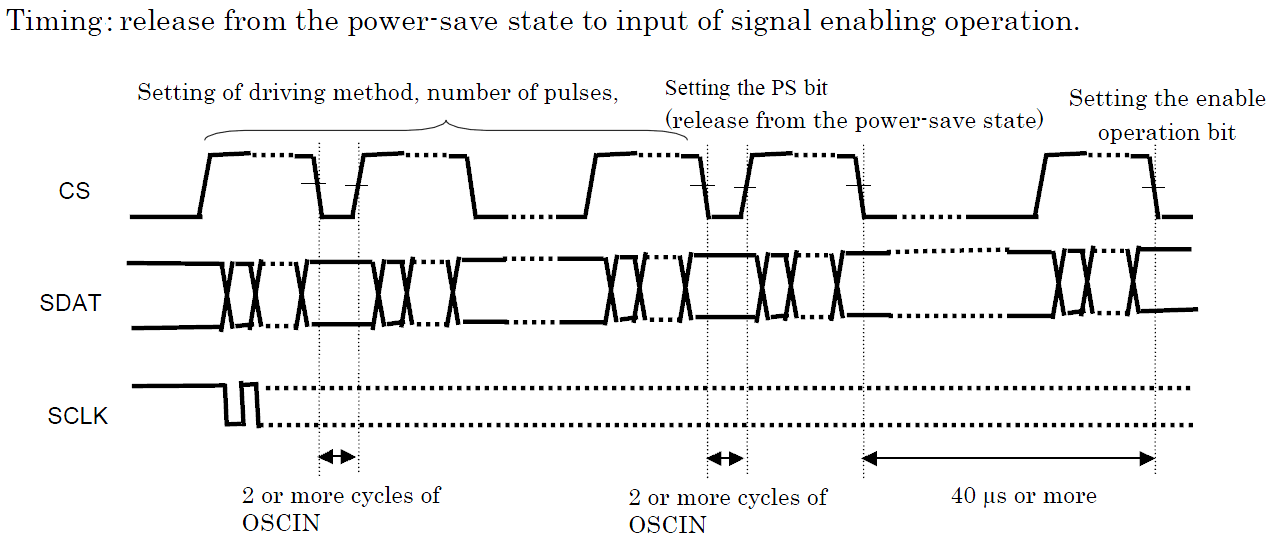 Timing: release from the power-save state to input of signal enabling operation.
Setting of driving method, number of pulses,
Setting the PS bit
(release from the power-save state)
Setting the enable
operation bit
CS
SDAT
SCLK
2 or more cycles of
OSCIN
2 or more cycles of
OSCIN
40 μs or more